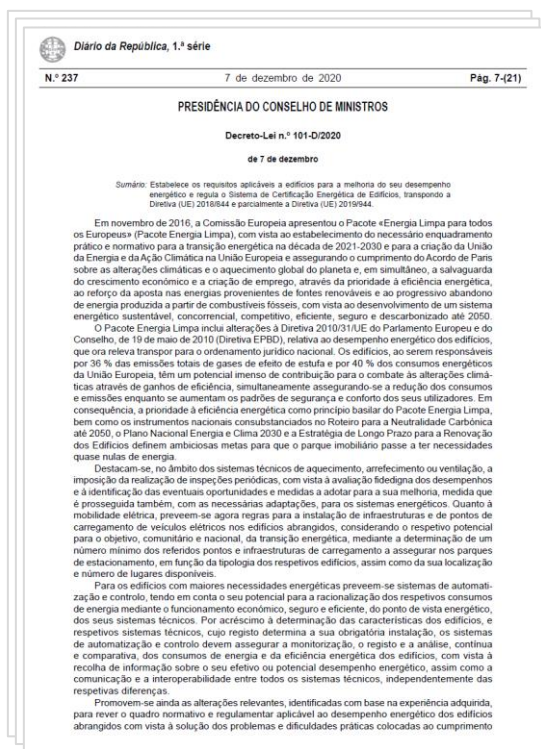 Diário da República, 1.ª série
N.º 237 7 de dezembro de 2020 Pág. 7-(21)
PRESIDÊNCIA DO CONSELHO DE MINISTROS
Decreto-Lei n.º 101-D/2020
de 7 de dezembro
Sumário: Estabelece os requisitos aplicáveis a edifícios para a melhoria do seu desempenho
energético e regula o Sistema de Certificação Energética de Edifícios, transpondo a
Diretiva (UE) 2018/844 e parcialmente a Diretiva (UE) 2019/944.
Em novembro de 2016, a Comissão Europeia apresentou o Pacote «Energia Limpa para todos
os Europeus» (Pacote Energia Limpa), com vista ao estabelecimento do necessário enquadramento
prático e normativo para a transição energética na década de 2021-2030 e para a criação da União
da Energia e da Ação Climática na União Europeia e assegurando o cumprimento do Acordo de Paris
sobre as alterações climáticas e o aquecimento global do planeta e, em simultâneo, a salvaguarda
do crescimento económico e a criação de emprego, através da prioridade à eficiência energética,
ao reforço da aposta nas energias provenientes de fontes renováveis e ao progressivo abandono
de energia produzida a partir de combustíveis fósseis, com vista ao desenvolvimento de um sistema
energético sustentável, concorrencial, competitivo, eficiente, seguro e descarbonizado até 2050.
O Pacote Energia Limpa inclui alterações à Diretiva 2010/31/UE do Parlamento Europeu e do
Conselho, de 19 de maio de 2010 (Diretiva EPBD), relativa ao desempenho energético dos edifícios,
que ora releva transpor para o ordenamento jurídico nacional. Os edifícios, ao serem responsáveis
por 36 % das emissões totais de gases de efeito de estufa e por 40 % dos consumos energéticos
da União Europeia, têm um potencial imenso de contribuição para o combate às alterações climá-
ticas através de ganhos de eficiência, simultaneamente assegurando-se a redução dos consumos
e emissões enquanto se aumentam os padrões de segurança e conforto dos seus utilizadores. Em
consequência, a prioridade à eficiência energética como princípio basilar do Pacote Energia Limpa,
bem como os instrumentos nacionais consubstanciados no Roteiro para a Neutralidade Carbónica
até 2050, o Plano Nacional Energia e Clima 2030 e a Estratégia de Longo Prazo para a Renovação
dos Edifícios definem ambiciosas metas para que o parque imobiliário passe a ter necessidades
quase nulas de energia.
Destacam-se, no âmbito dos sistemas técnicos de aquecimento, arrefecimento ou ventilação, a
imposição da realização de inspeções periódicas, com vista à avaliação fidedigna dos desempenhos
e à identificação das eventuais oportunidades e medidas a adotar para a sua melhoria, medida que
é prosseguida também, com as necessárias adaptações, para os sistemas energéticos. Quanto à
mobilidade elétrica, preveem-se agora regras para a instalação de infraestruturas e de pontos de
carregamento de veículos elétricos nos edifícios abrangidos, considerando o respetivo potencial
para o objetivo, comunitário e nacional, da transição energética, mediante a determinação de um
número mínimo dos referidos pontos e infraestruturas de carregamento a assegurar nos parques
de estacionamento, em função da tipologia dos respetivos edifícios, assim como da sua localização
e número de lugares disponíveis.
Para os edifícios com maiores necessidades energéticas preveem-se sistemas de automati-
zação e controlo, tendo em conta o seu potencial para a racionalização dos respetivos consumos
de energia mediante o funcionamento económico, seguro e eficiente, do ponto de vista energético,
dos seus sistemas técnicos. Por acréscimo à determinação das características dos edifícios, e
respetivos sistemas técnicos, cujo registo determina a sua obrigatória instalação, os sistemas
de automatização e controlo devem assegurar a monitorização, o registo e a análise, contínua
e comparativa, dos consumos de energia e da eficiência energética dos edifícios, com vista à
recolha de informação sobre o seu efetivo ou potencial desempenho energético, assim como a
comunicação e a interoperabilidade entre todos os sistemas técnicos, independentemente das
respetivas diferenças.
Promovem-se ainda as alterações relevantes, identificadas com base na experiência adquirida,
para rever o quadro normativo e regulamentar aplicável ao desempenho energético dos edifícios
abrangidos com vista à solução dos problemas e dificuldades práticas colocadas ao cumprimento